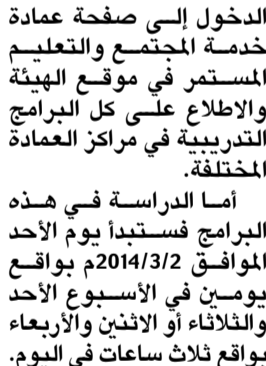 الدخول إلى صفحة عمادة
خدمة المجتمع والتعليم
المستمر في موقع الهيئة
والاطلاع على كل البرامج
التدريبية في مراكز العمادة
المختلفة.
أما الدراسة في هذه
البرامج فستبدأ يوم الأحد
الموافق 2014/3/2م بواقع
يومين في الأسبوع الأحد
والثلاثاء أو الاثنين والأربعاء
بواقع ثلاث ساعات في اليوم.